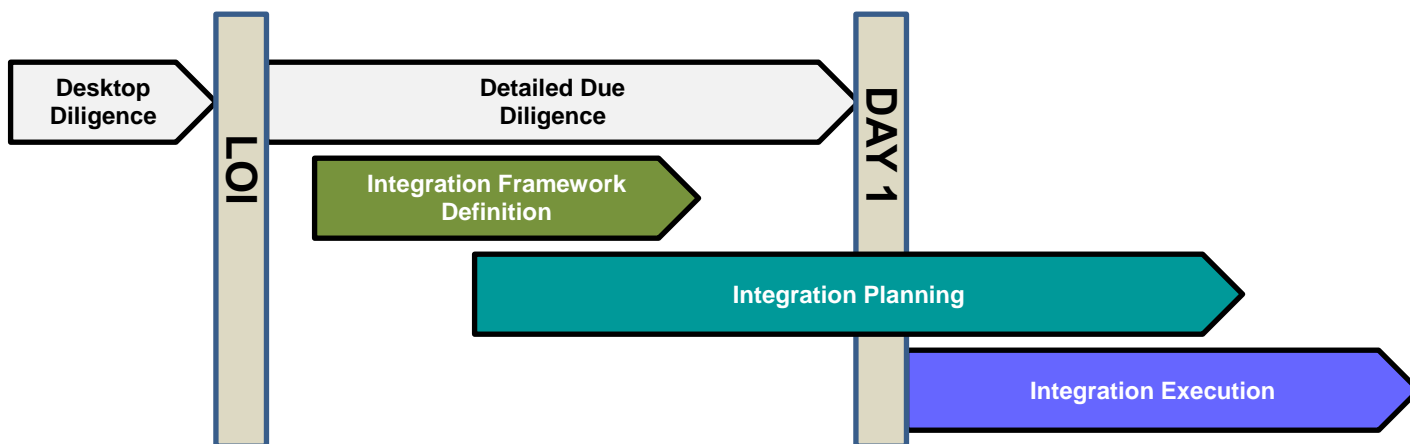 Desktop
Diligence
LOI
Detailed Due
Diligence
DAY 1
Integration Framework
Definition
Integration Planning
Integration Execution